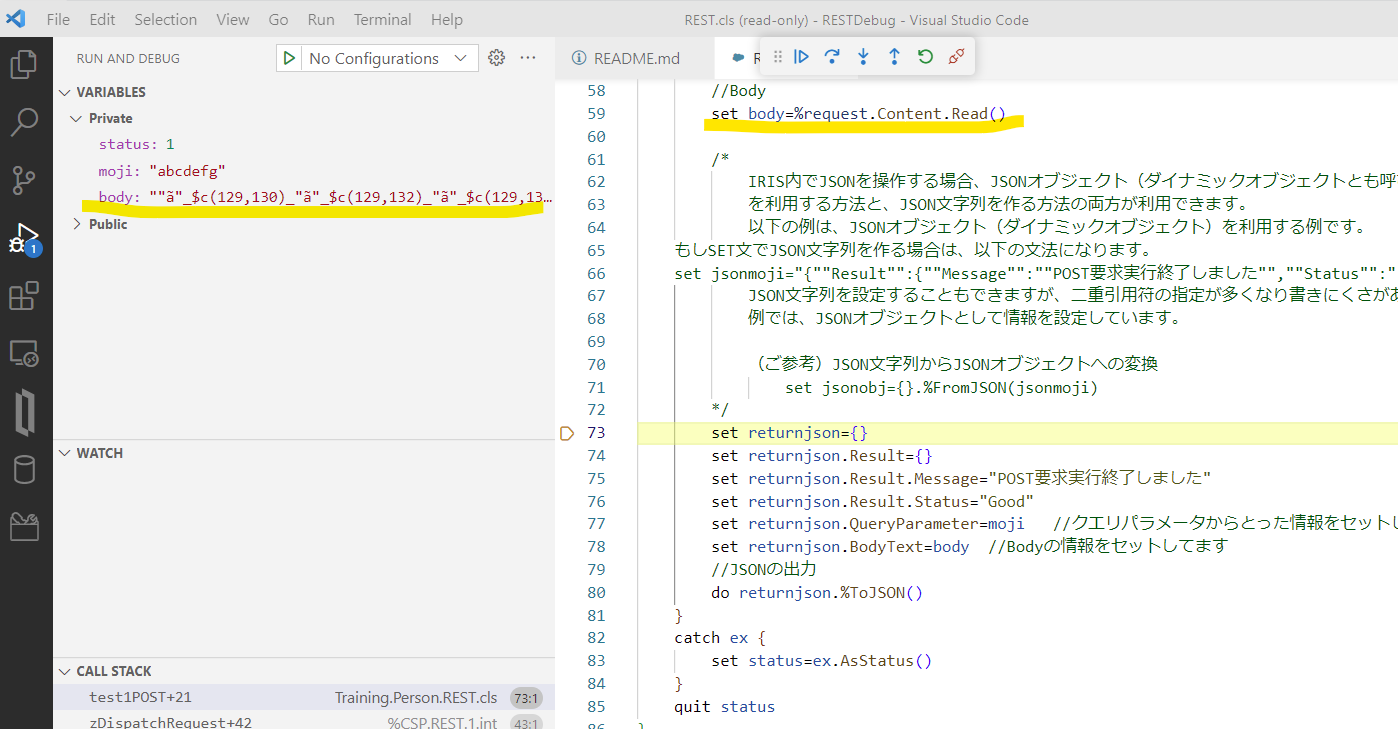 File Edit Selection View Go Run Terminal Help
REST.cls (read-only) - RESTDebug - Visual Studio Code
RUN AND DEBUG
No Configurations
README.md
R
VARIABLES
Private
status: 1
moji: "abcdefg"
body: ""ã"_$c(129,130)_"ã"_$c(129,132)_"ã"_$c(129,13...
Public
1
WATCH
CALL STACK
test1POST+21 Training.Person.REST.cls 73:1
zDispatchRequest+42 %CSP.REST.1.int 43:1
58 //Body
59 set body=%request.Content.Read()
60
61 /*
62 IRIS内でJSONを操作する場合、JSONオブジェクト（ダイナミックオブジェクトとも呼
63 を利用する方法と、JSON文字列を作る方法の両方が利用できます。
64 以下の例は、JSONオブジェクト（ダイナミックオブジェクト）を利用する例です。
65 もしSET文でJSON文字列を作る場合は、以下の文法になります。
66 set jsonmoji="{""Result"":{""Message"":""POST要求実行終了しました"",""Status"":"
67 JSON文字列を設定することもできますが、二重引用符の指定が多くなり書きにくさがあ
68 例では、JSONオブジェクトとして情報を設定しています。
69
70 （ご参考）JSON文字列からJSONオブジェクトへの変換
71 set jsonobj={}.%FromJSON(jsonmoji)
72 */
73 set returnjson={}
74 set returnjson.Result={}
75 set returnjson.Result.Message="POST要求実行終了しました"
76 set returnjson.Result.Status="Good"
77 set returnjson.QueryParameter=moji //クエリパラメータからとった情報をセットし
78 set returnjson.BodyText=body //Bodyの情報をセットしてます
79 //JSONの出力
80 do returnjson.%ToJSON()
81 }
82 catch ex {
83 set status=ex.AsStatus()
84 }
85 quit status
86 }